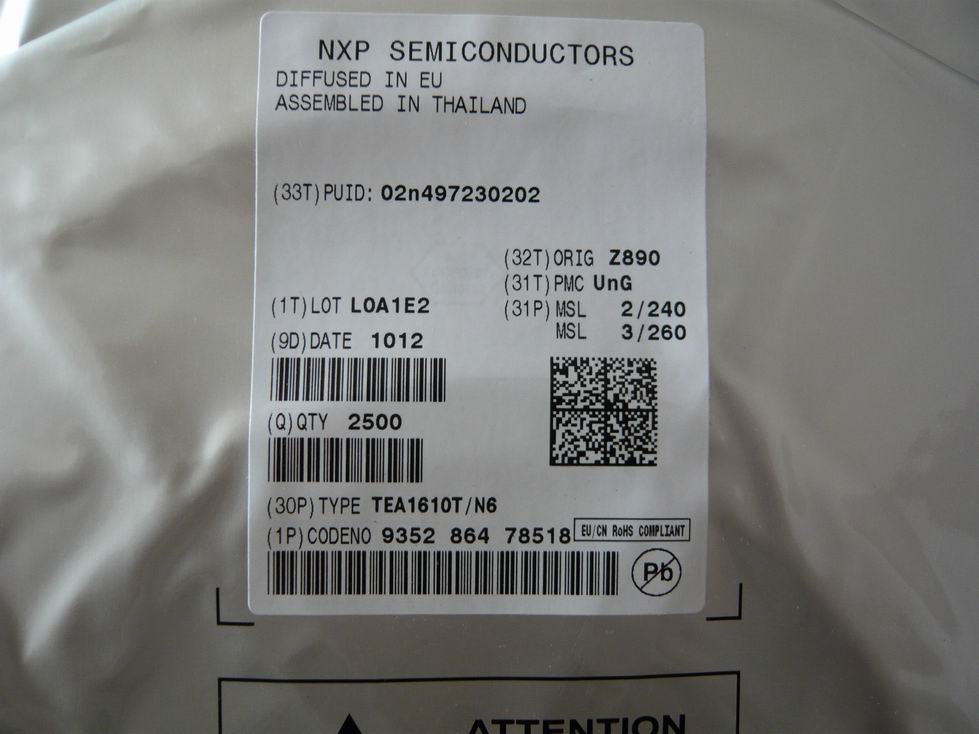 NXP SEMICONDUCTORS
DIFFUSED IN EU
ASSEMBLED IN THAILAND
(33T)PUID: 02n497230202
(32T)ORIG Z890
(31T)PMC UnG
(1T)LOT LOA1E2
(31P)MSL 2/240
MSL 3/260
(9D)DATE 1012
(Q)QTY 2500
(30P)TYPE TEA1610T/N6
(1P)CODENO 9352 864 78518
EU/CN RoHS COMPLIANT
Pb
ATTENTION